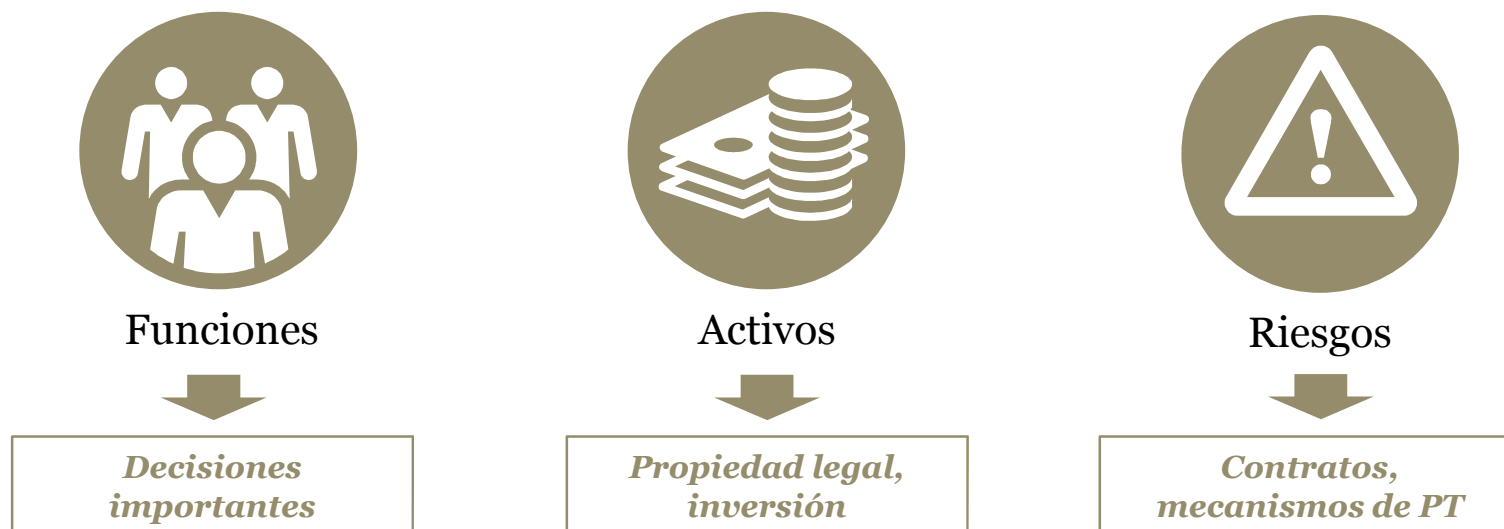 Funciones
Activos
Riesgos
Decisiones
importantes
Propiedad legal,
inversión
Contratos,
mecanismos de PT